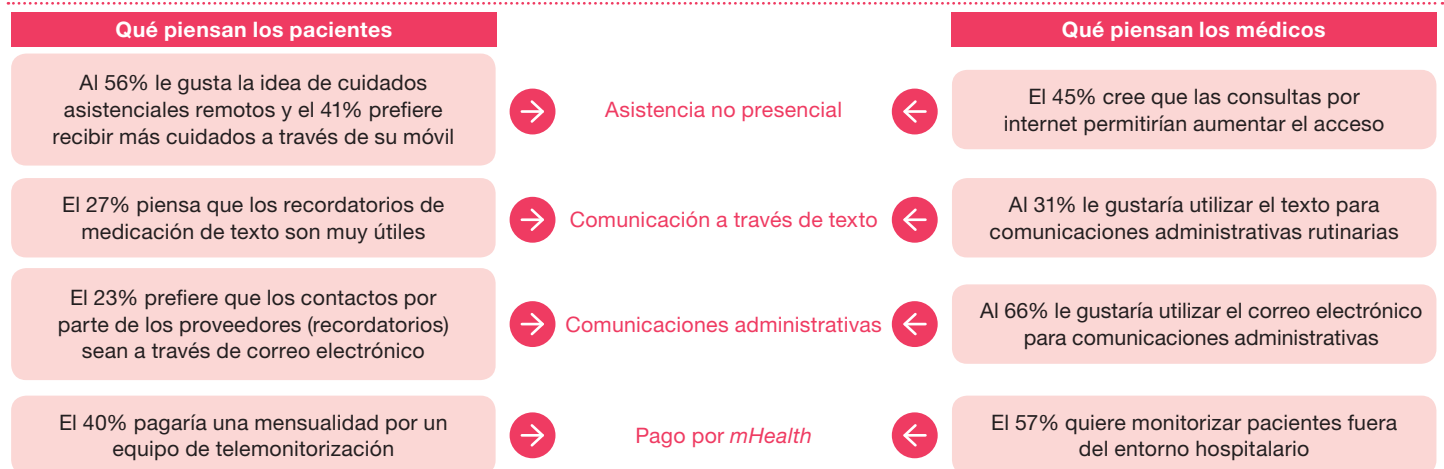 Qué piensan los pacientes
Qué piensan los médicos
Al 56% le gusta la idea de cuidados
asistenciales remotos y el 41% prefiere
recibir más cuidados a través de su móvil
Asistencia no presencial
El 45% cree que las consultas por
internet permitirían aumentar el acceso
El 27% piensa que los recordatorios de
medicación de texto son muy útiles
Comunicación a través de texto
Al 31% le gustaría utilizar el texto para
comunicaciones administrativas rutinarias
El 23% prefiere que los contactos por
parte de los proveedores (recordatorios)
sean a través de correo electrónico
Comunicaciones administrativas
Al 66% le gustaría utilizar el correo electrónico
para comunicaciones administrativas
El 40% pagaría una mensualidad por un
equipo de telemonitorización
Pago por mHealth
El 57% quiere monitorizar pacientes fuera
del entorno hospitalario